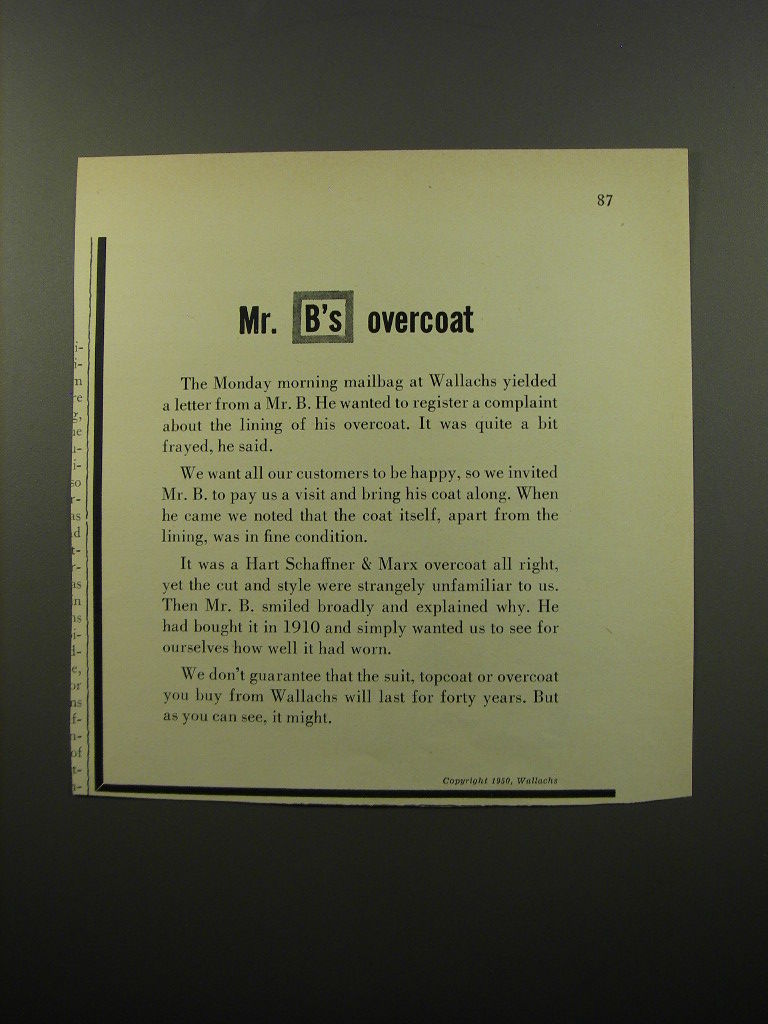 87
Mr. B's overcoat
The Monday morning mailbag at Wallachs yielded
a letter from a Mr. B. He wanted to register a complaint
about the lining of his overcoat. It was quite a bit
frayed, he said.
We want all our customers to be happy, so we invited
Mr. B. to pay us a visit and bring his coat along. When
he came we noted that the coat itself, apart from the
lining, was in fine condition.
It was a Hart Schaffner & Marx overcoat all right,
yet the cut and style were strangely unfamiliar to us.
Then Mr. B. smiled broadly and explained why. He
had bought it in 1910 and simply wanted us to see for
ourselves how well it had worn.
We don't guarantee that the suit, topcoat or overcoat
you buy from Wallachs will last for forty years. But
as you can see, it might.
Copyright 1950, Wallachs